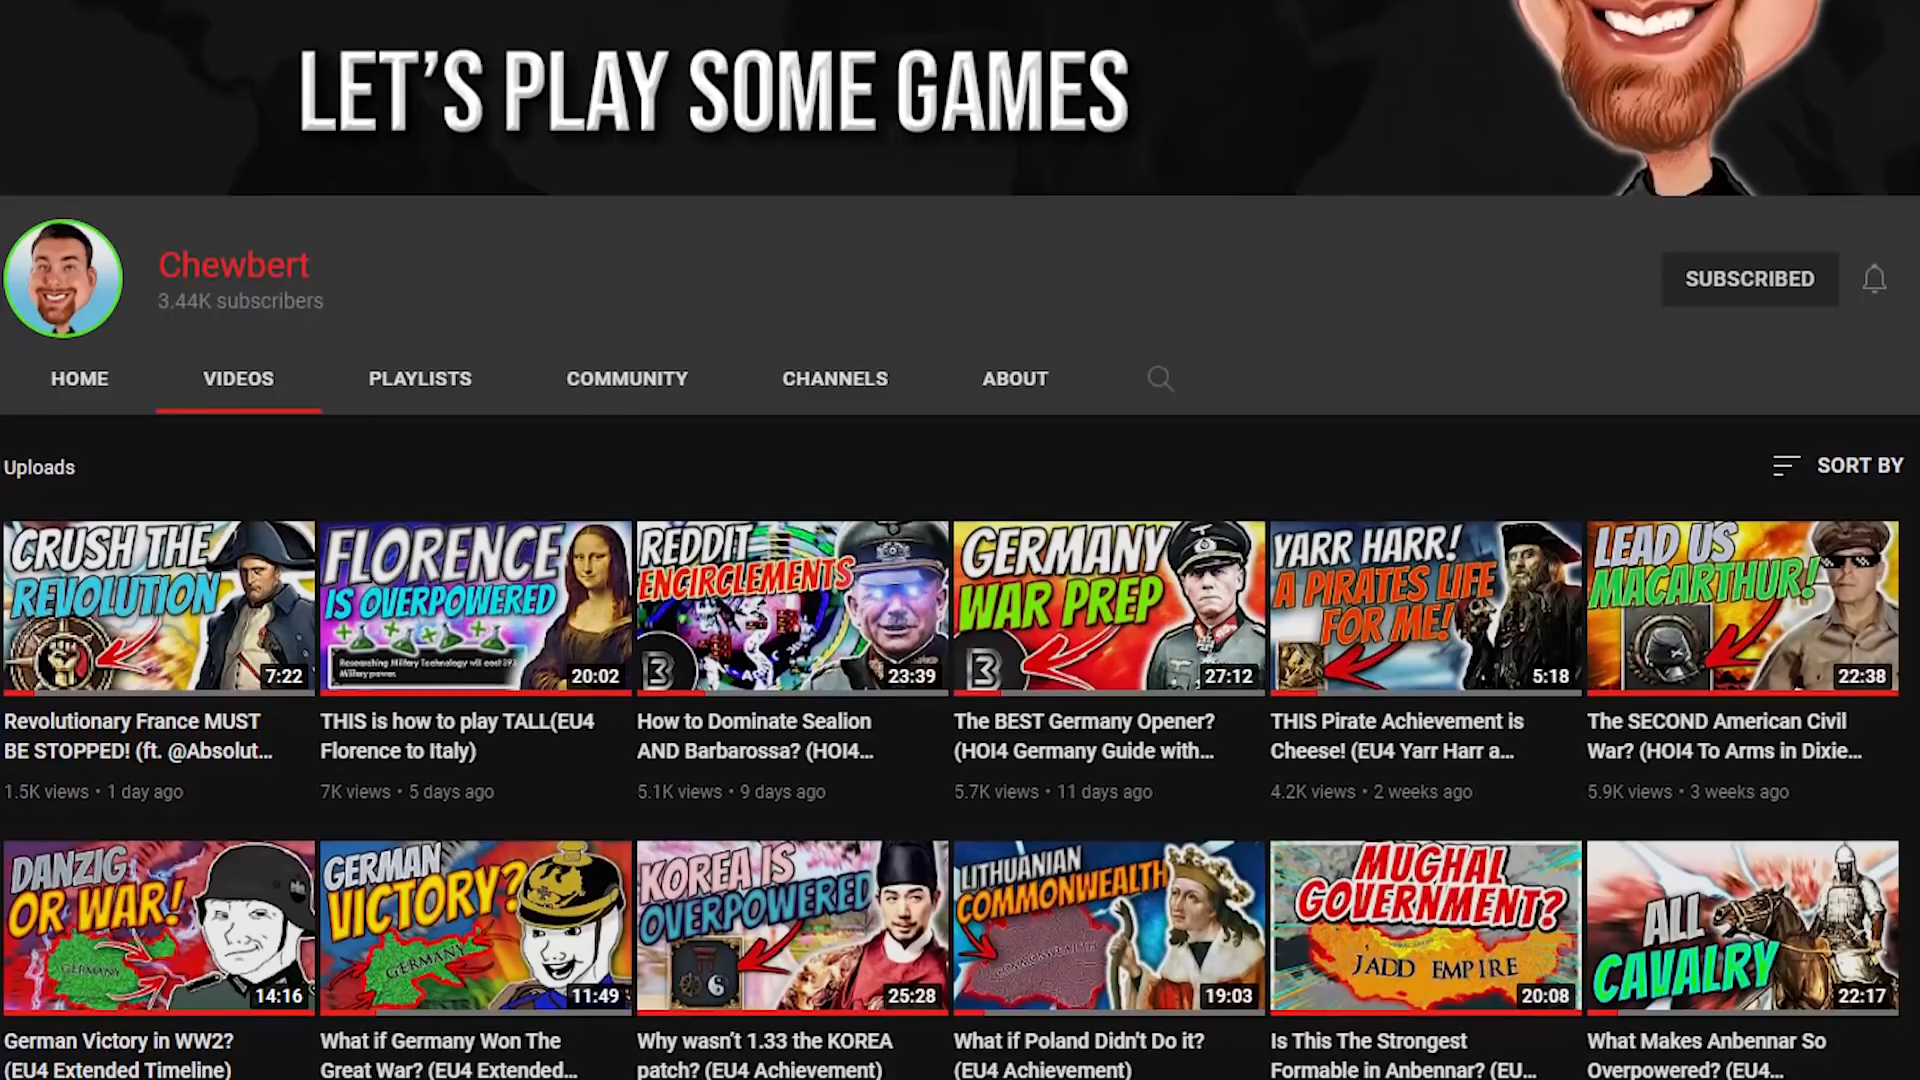 LET'S PLAY SOME GAMES
Chewbert
3.44K subscribers
SUBSCRIBED
HOME
VIDEOS
PLAYLISTS
COMMUNITY
CHANNELS
ABOUT
Uploads
SORT BY
CRUSH THE
REVOLUTION
7:22
Revolutionary France MUST
BE STOPPED! (ft. @Absolut...
1.5K views • 1 day ago
FLORENCE
IS OVERPOWERED
Researching Military Technology will cost 393
Military power.
20:02
THIS is how to play TALL(EU4
Florence to Italy)
7K views • 5 days ago
REDDIT
ENCIRCLEMENTS
23:39
How to Dominate Sealion
AND Barbarossa? (HOI4...
5.1K views • 9 days ago
GERMANY
WAR PREP
27:12
The BEST Germany Opener?
(HOI4 Germany Guide with...
5.7K views • 11 days ago
YARR HARR!
A PIRATES LIFE
FOR ME!
5:18
THIS Pirate Achievement is
Cheese! (EU4 Yarr Harr a...
4.2K views • 2 weeks ago
LEAD US
MACARTHUR!
22:38
The SECOND American Civil
War? (HOI4 To Arms in Dixie...
5.9K views • 3 weeks ago
DANZIG
OR WAR!
GERMANY
14:16
German Victory in WW2?
(EU4 Extended Timeline)
GERMAN
VICTORY?
GERMANY
11:49
What if Germany Won The
Great War? (EU4 Extended...
KOREA IS
OVERPOWERED
25:28
Why wasn't 1.33 the KOREA
patch? (EU4 Achievement)
LITHUANIAN
COMMONWEALTH
COMMONWEALTH
19:03
What if Poland Didn't Do it?
(EU4 Achievement)
MUGHAL
GOVERNMENT?
JADD EMPIRE
20:08
Is This The Strongest
Formable in Anbennar? (EU...
ALL
CAVALRY
22:17
What Makes Anbennar So
Overpowered? (EU4...